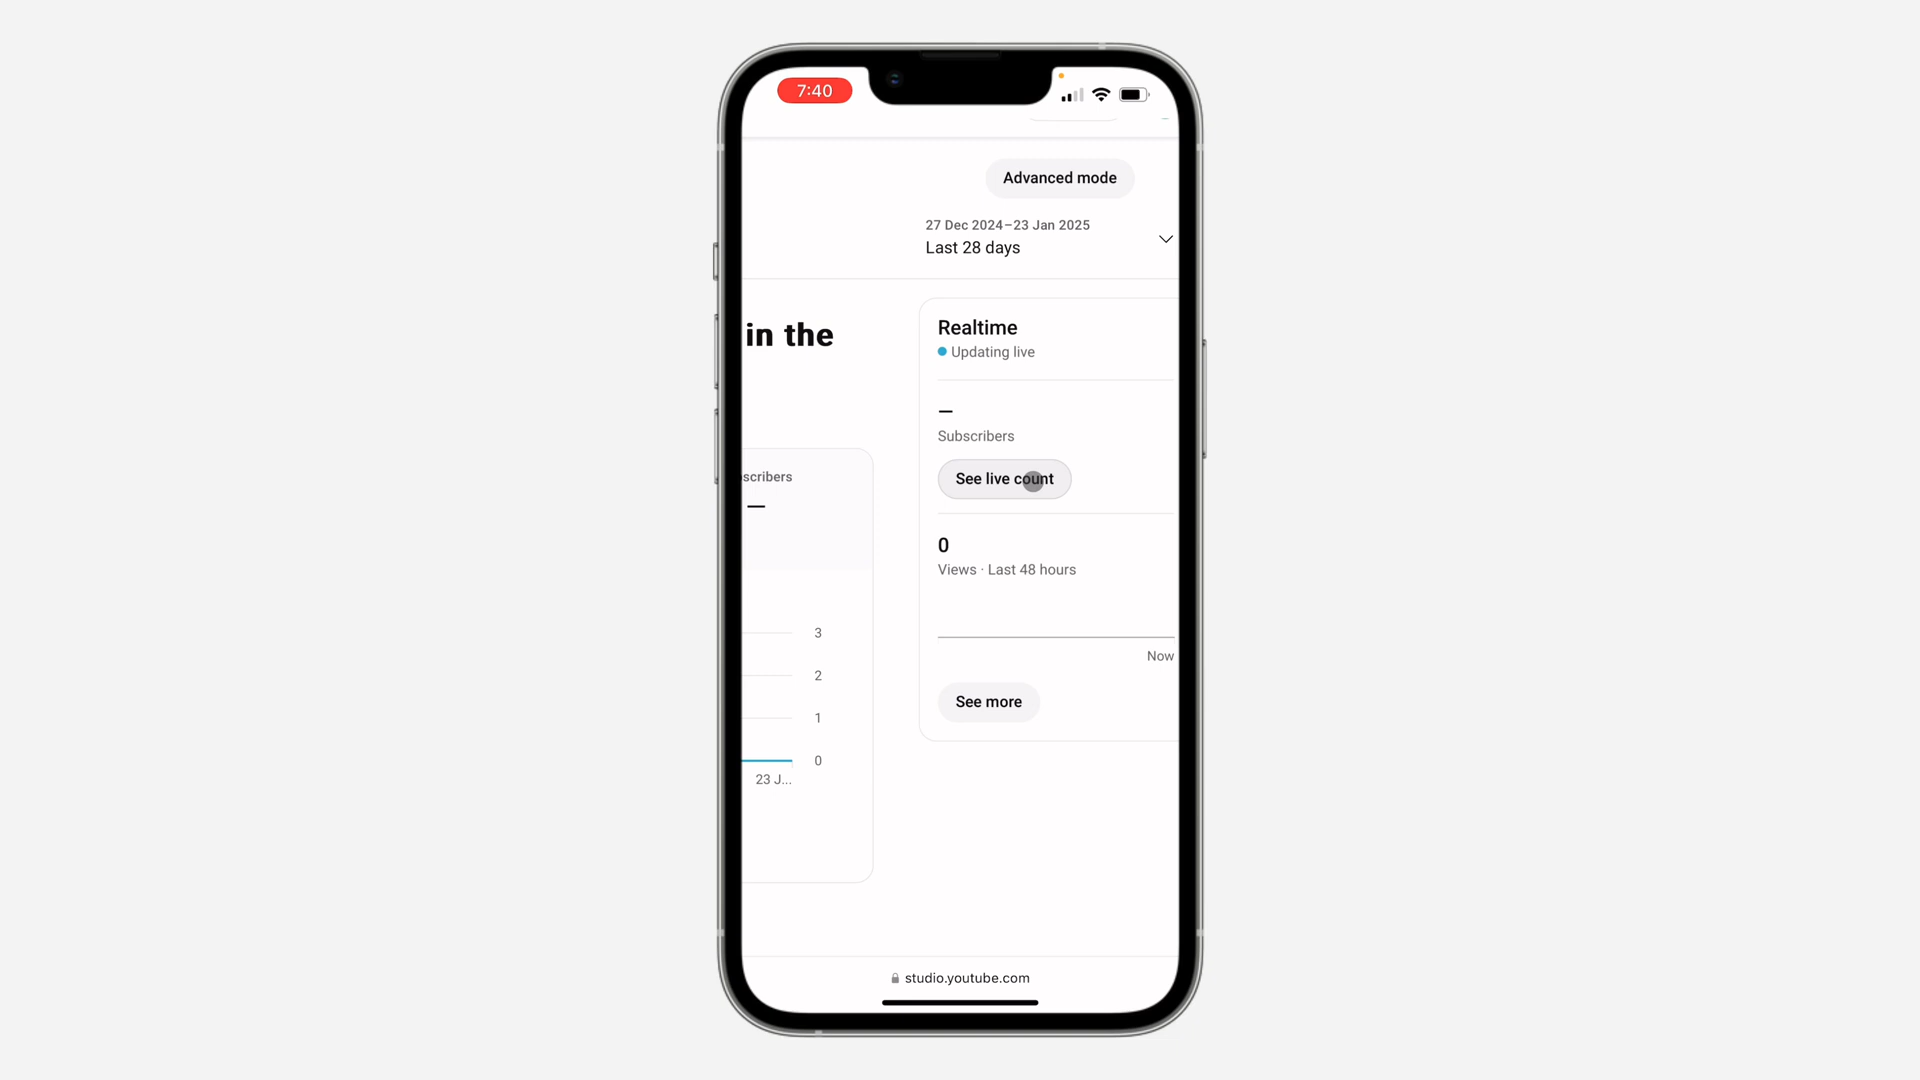 7:40
Advanced mode
27 Dec 2024–23 Jan 2025
Last 28 days
in the
Realtime
Updating live
—
Subscribers
See live count
scribers
—
0
Views · Last 48 hours
3
2
1
0
23 J...
Now
See more
studio.youtube.com